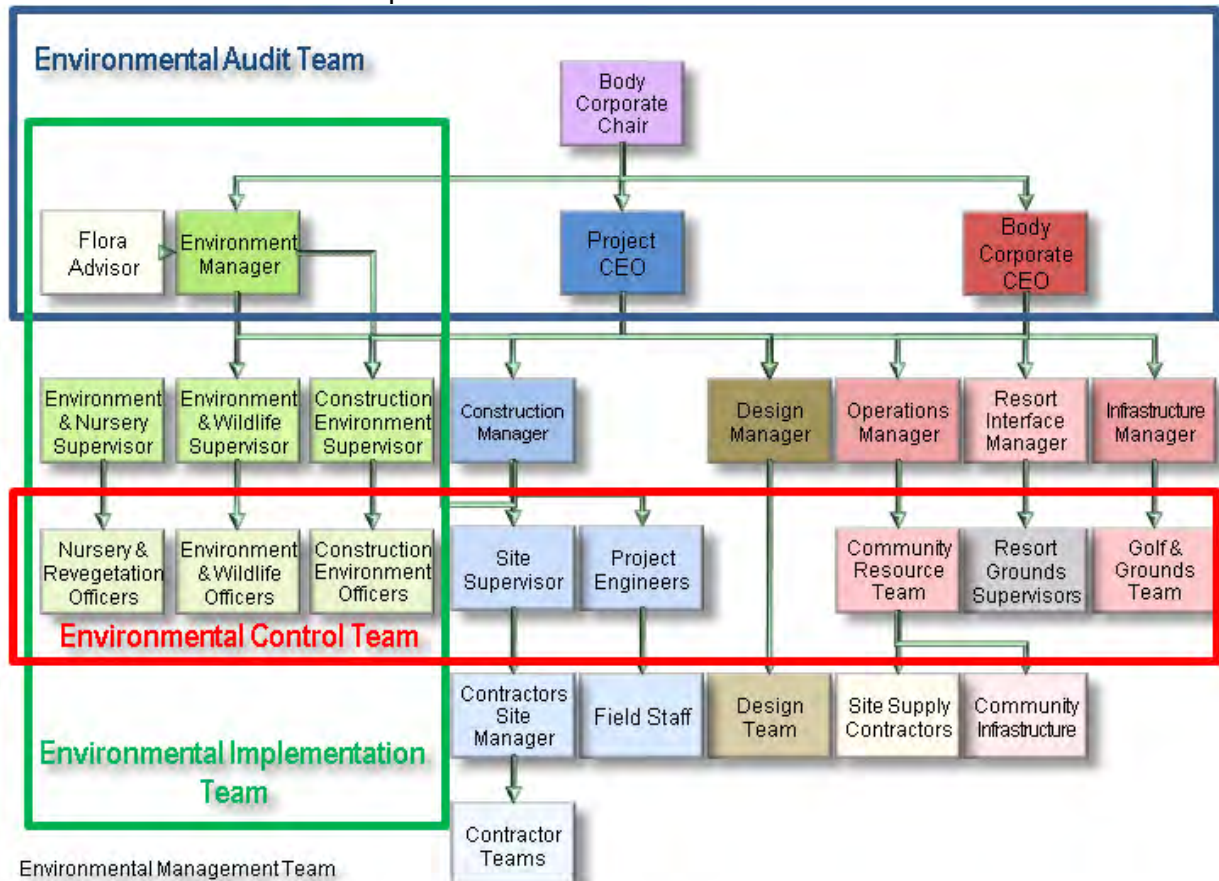 Environmental Audit Team
Body
Corporate
Chair
Flora
Advisor
Environment
Manager
Project
CEO
Body
Corporate
CEO
Environment
& Nursery
Supervisor
Environment
& Wildlife
Supervisor
Construction
Environment
Supervisor
Construction
Manager
Design
Manager
Operations
Manager
Resort
Interface
Manager
Infrastructure
Manager
Nursery &
Revegetation
Officers
Environment
& Wildlife
Officers
Construction
Environment
Officers
Site
Supervisor
Project
Engineers
Community
Resource
Team
Resort
Grounds
Supervisors
Golf &
Grounds
Team
Environmental Control Team
Contractors
Site
Manager
Field Staff
Design
Team
Site Supply
Contractors
Community
Infrastructure
Environmental Implementation
Team
Contractor
Teams
Environmental Management Team